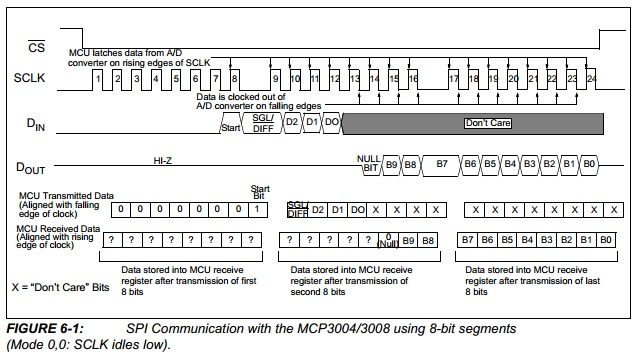 CS
MCU latches data from A/D
converter on rising edges of SCLK
SCLK
1 2 3 4 5 6 7 8 9 10 11 12 13 14 15 16 17 18 19 20 21 22 23 24
Data is clocked out of
A/D converter on falling edges
DIN
Start SGL/DIFF D2 D1 DO Don't Care
HI-Z
DOUT
NULL BIT B9 B8 B7 B6 B5 B4 B3 B2 B1 B0
MCU Transmitted Data
(Aligned with falling
edge of clock)
Start
Bit
0 0 0 0 0 0 0 1 SGL/DIFF D2 D1 DO X X X X X X X X X X X X
MCU Received Data
(Aligned with rising
edge of clock)
? ? ? ? ? ? ? ? ? ? ? ? ? 0 (Null) B9 B8 B7 B6 B5 B4 B3 B2 B1 B0
X = “Don’t Care” Bits
Data stored into MCU receive
register after transmission of first
8 bits
Data stored into MCU receive
register after transmission of
second 8 bits
Data stored into MCU receive
register after transmission of last
8 bits
FIGURE 6-1: SPI Communication with the MCP3004/3008 using 8-bit segments
(Mode 0,0: SCLK idles low).